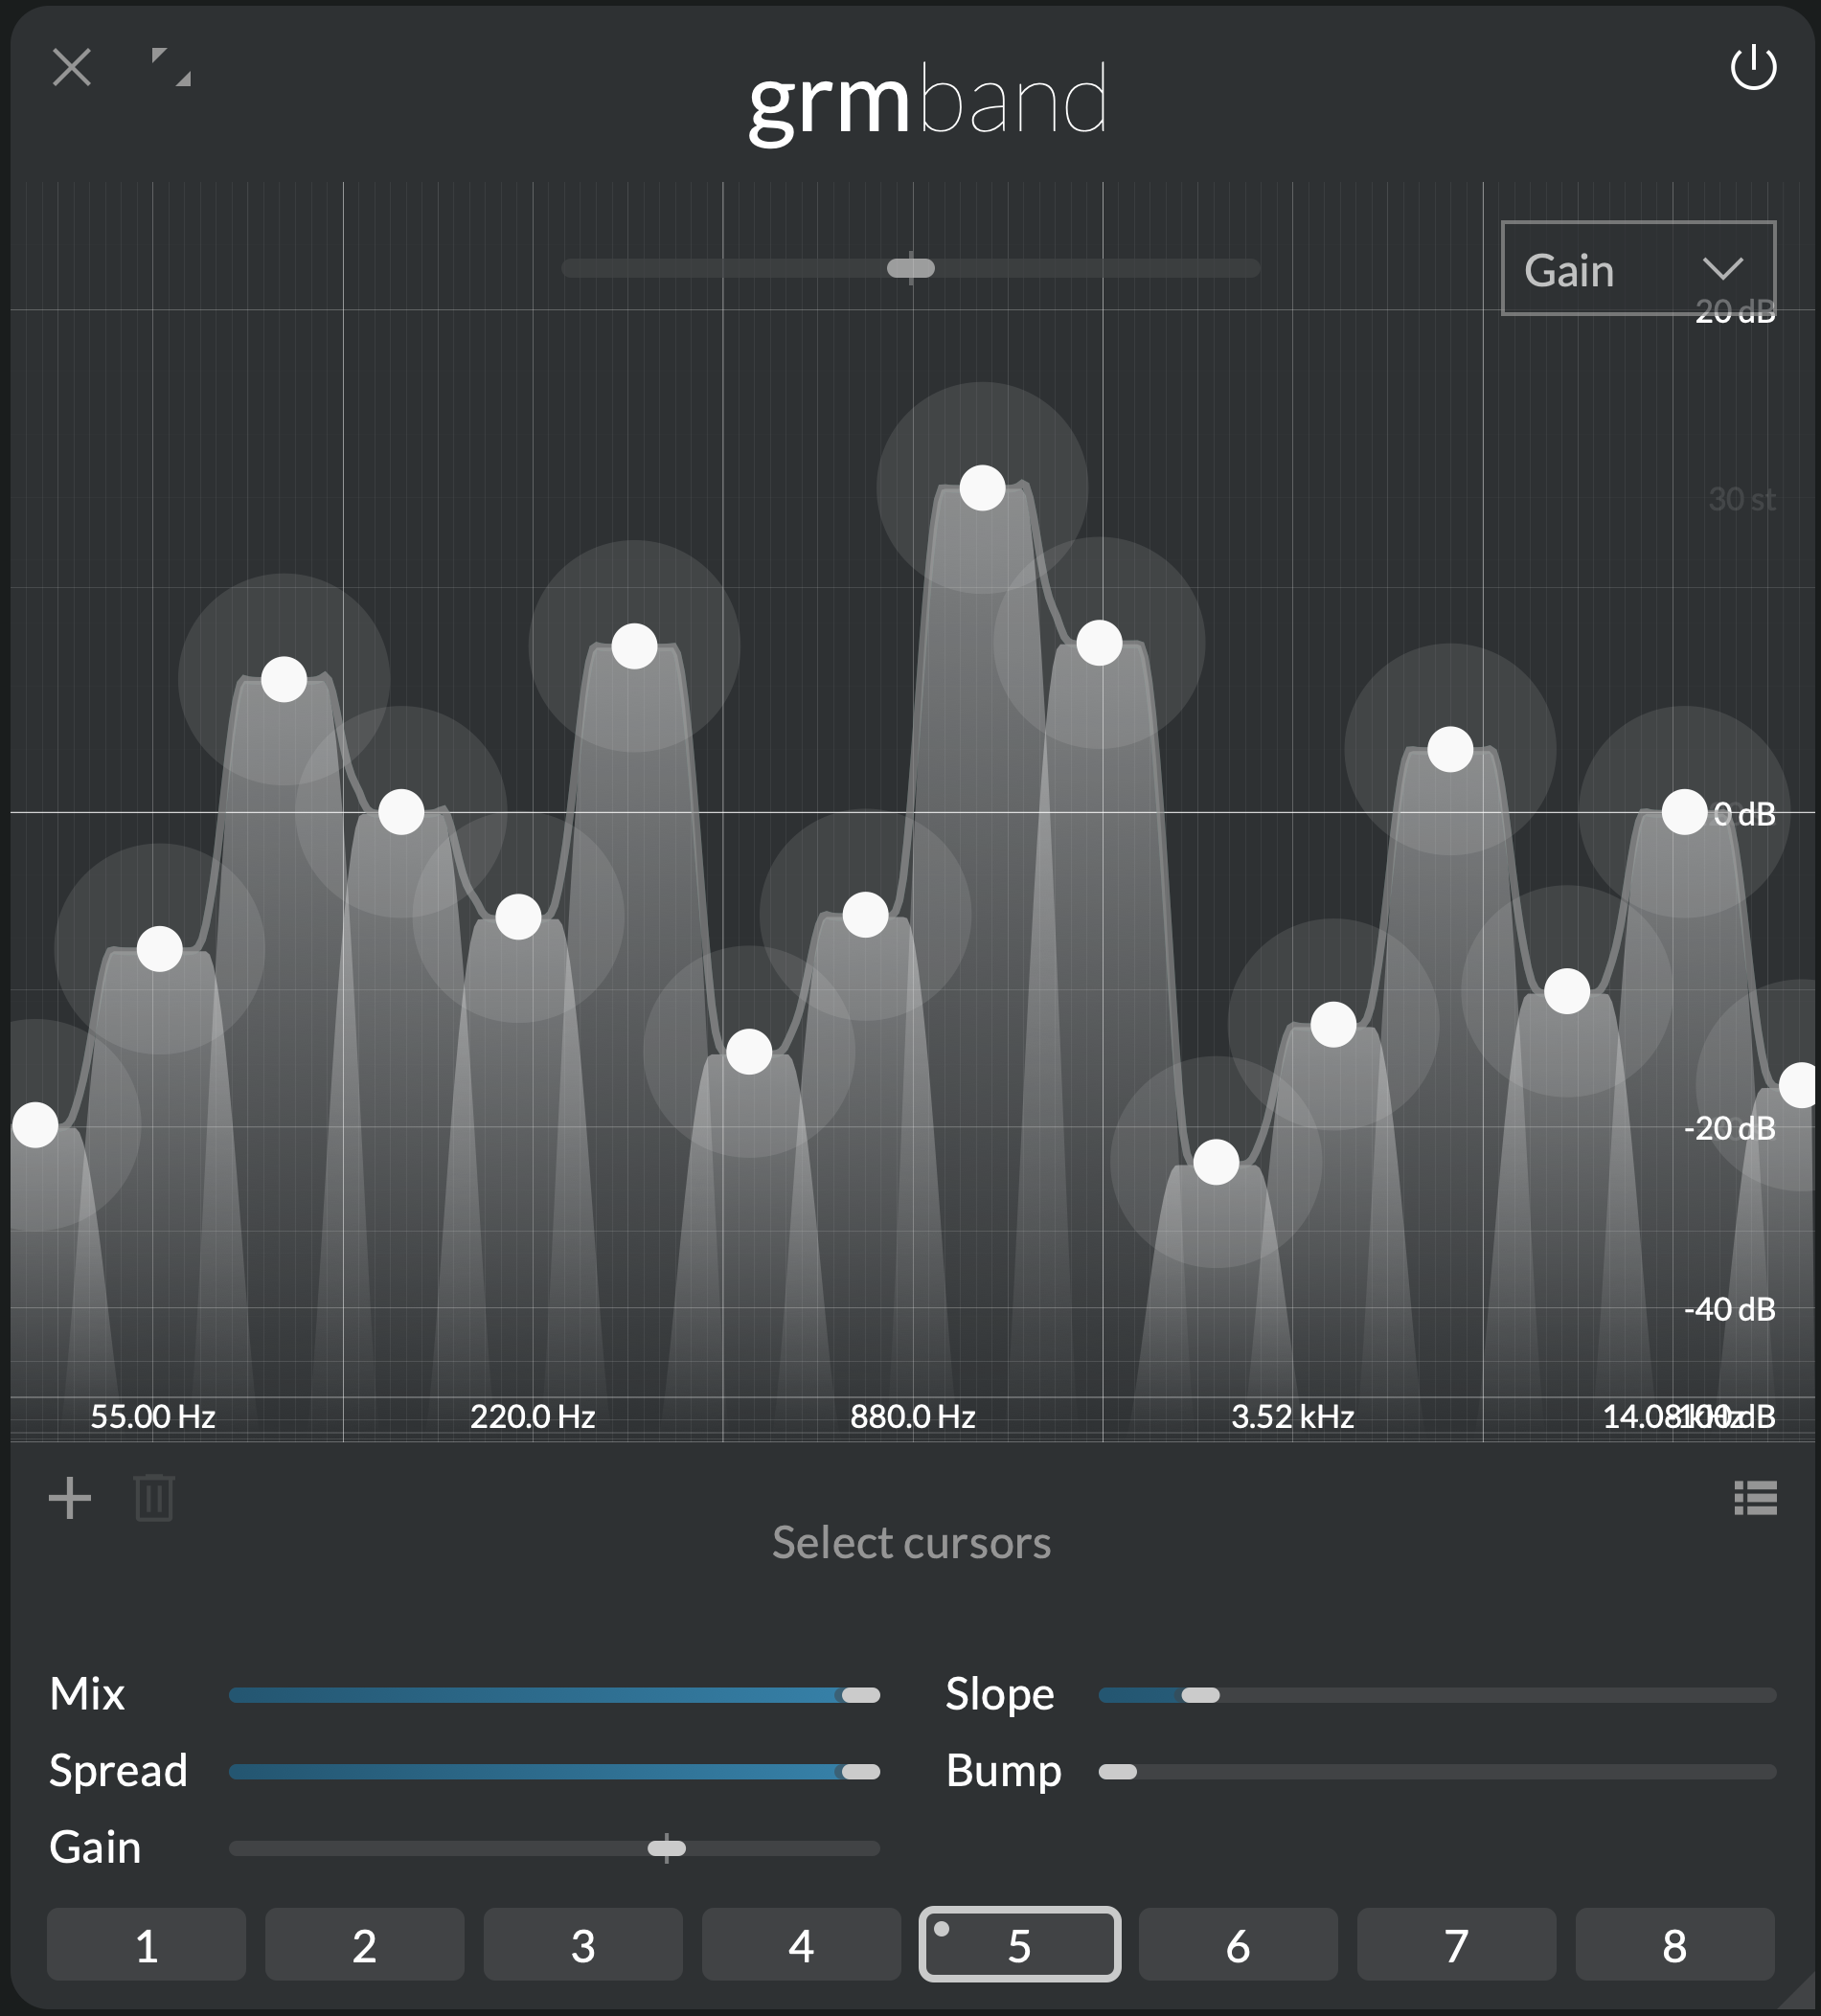 grmband
Gain
20 dB
30 st
0 dB
-20 dB
-40 dB
55.00 Hz 220.0 Hz 880.0 Hz 3.52 kHz 14.08 kHz -100 dB
Select cursors
Mix Slope
Spread Bump
Gain
1 2 3 4 5 6 7 8